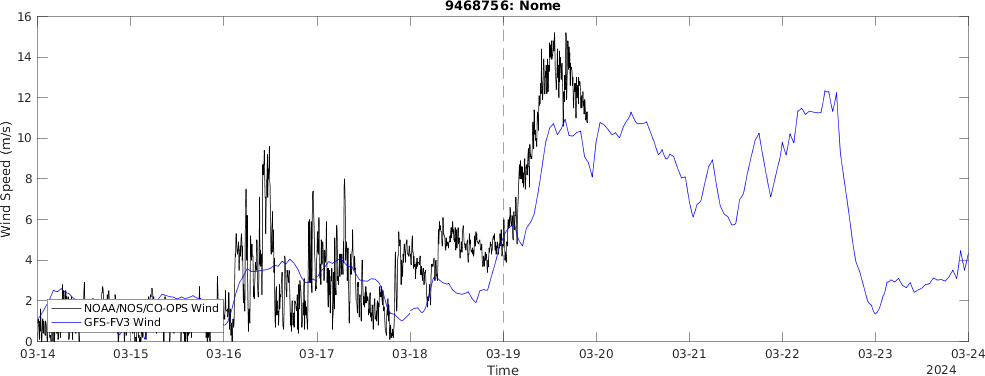 9468756: Nome
16
14
12
10
8
6
4
2
0
Wind Speed (m/s)
NOAA/NOS/CO-OPS Wind
GFS-FV3 Wind
03-14 03-15 03-16 03-17 03-18 03-19 03-20 03-21 03-22 03-23 03-24
Time
2024